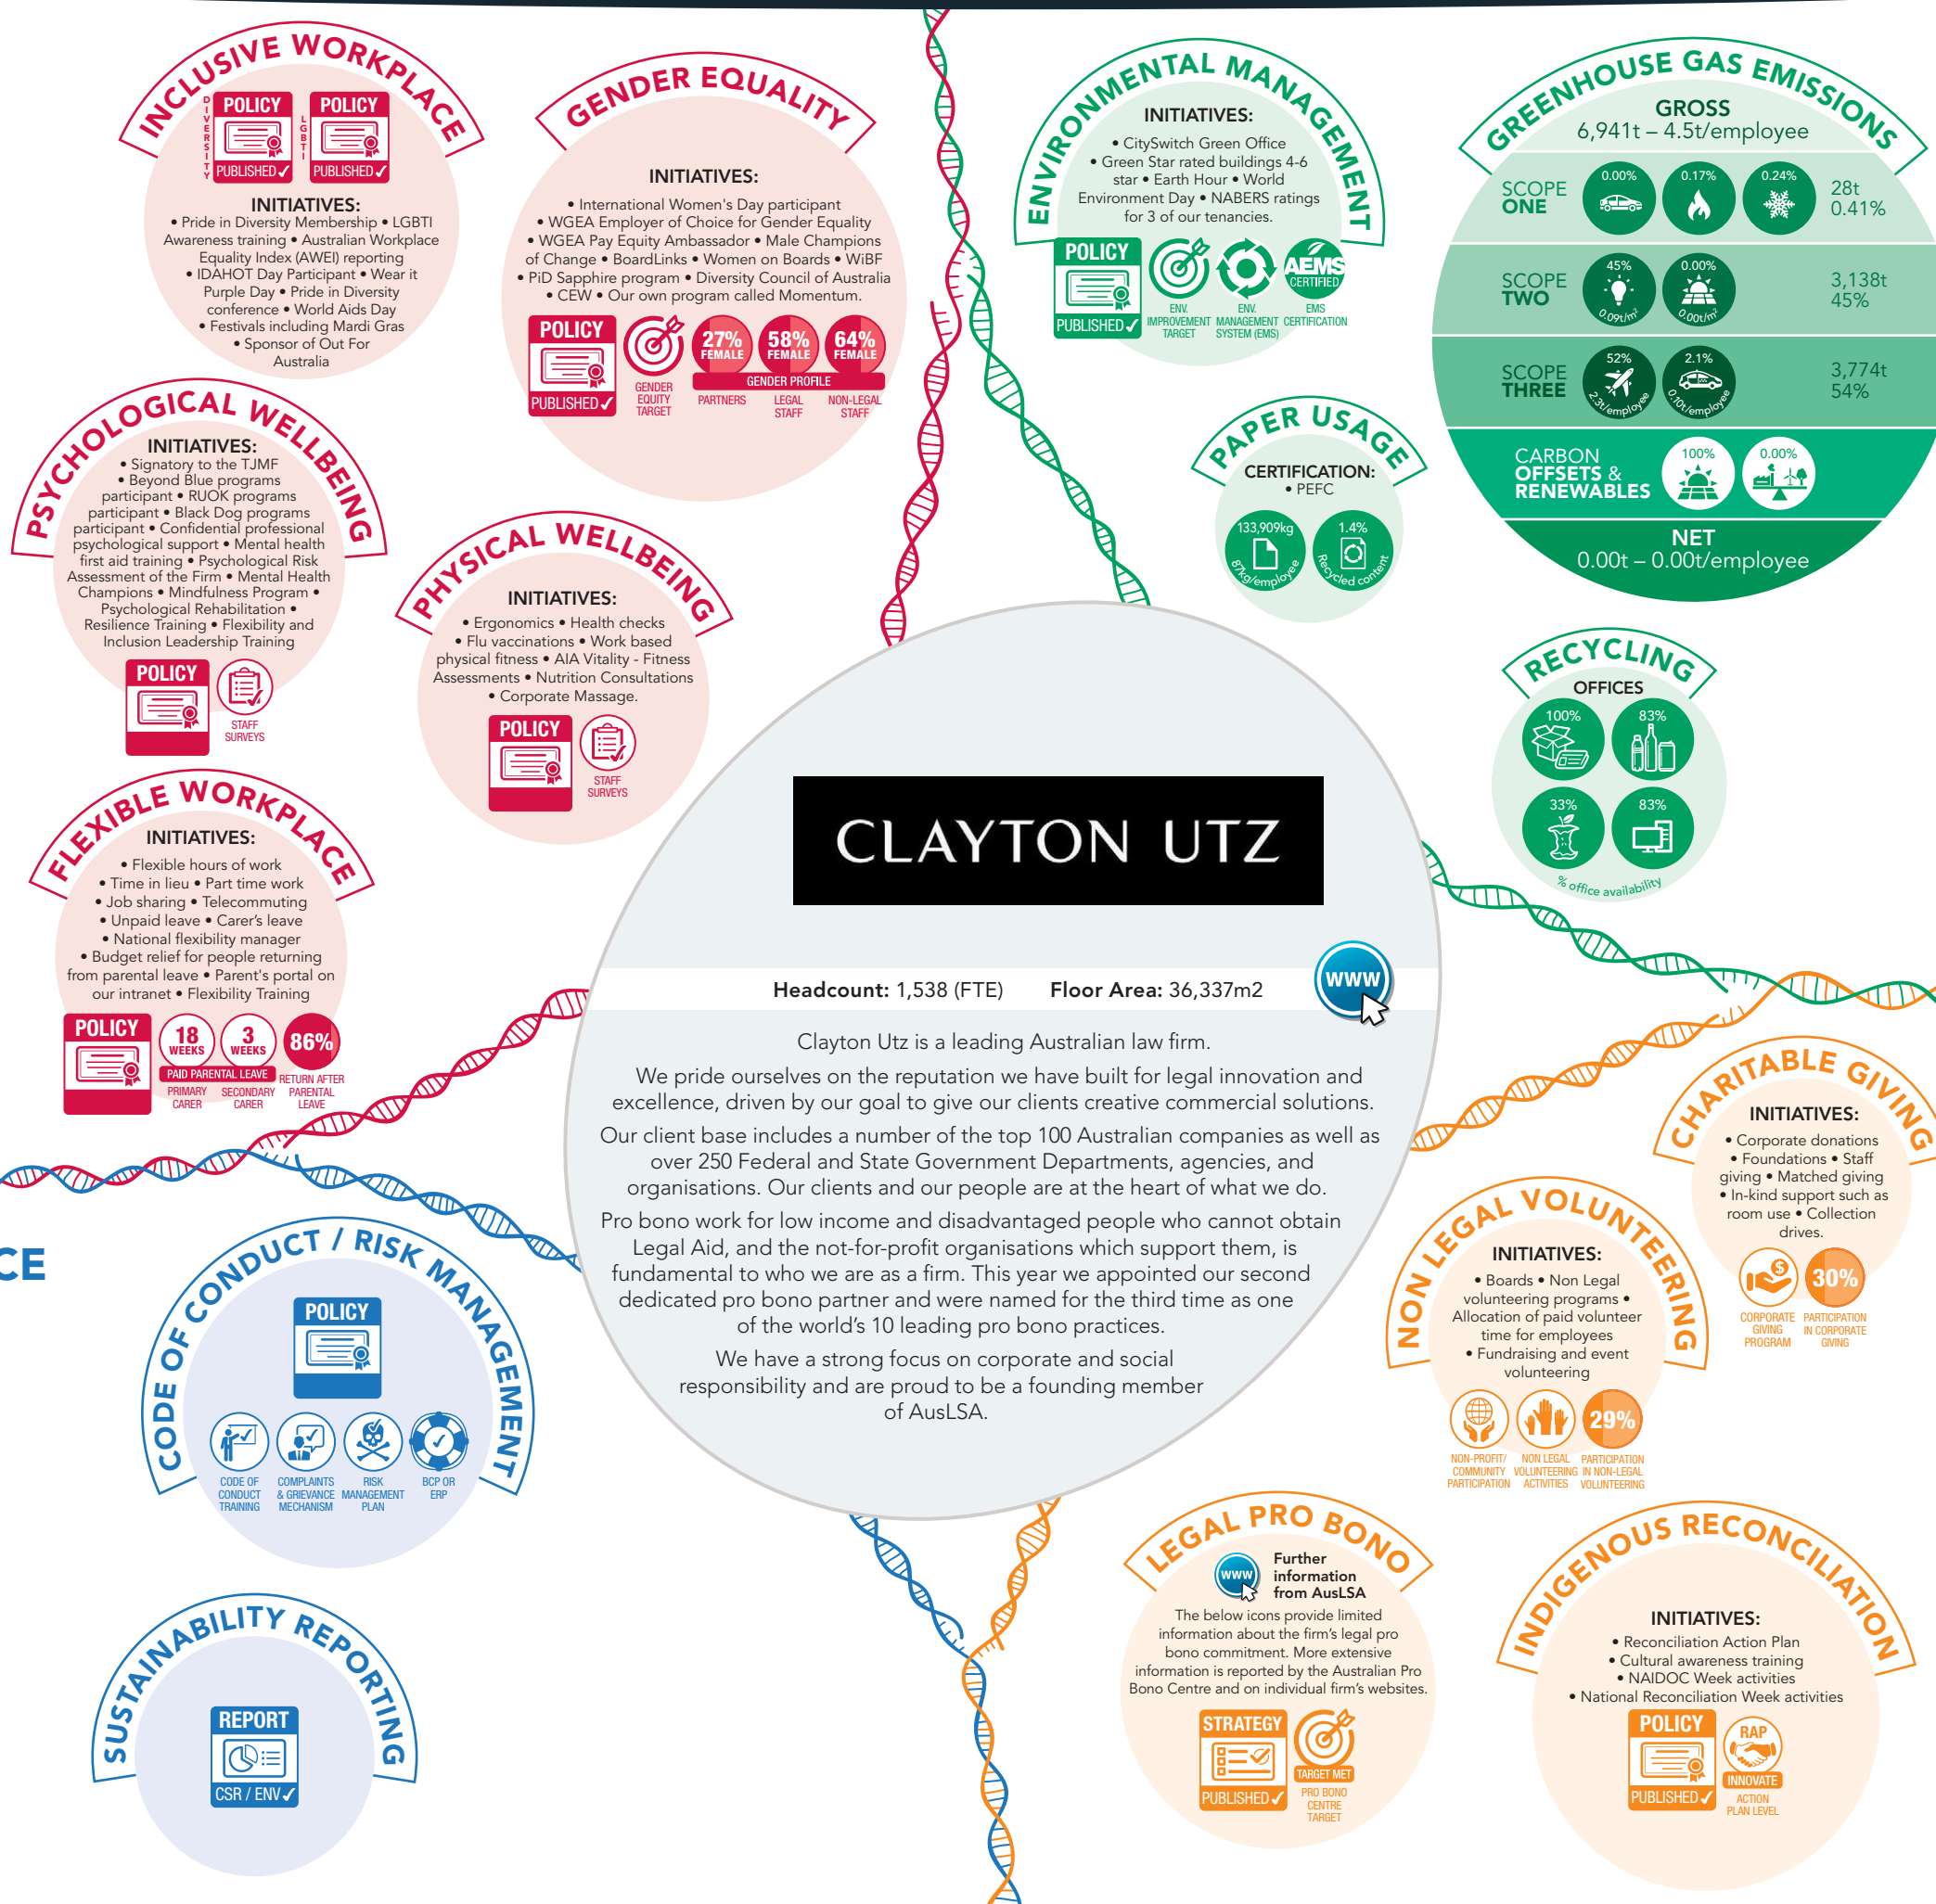 INCLUSIVE WORKPLACE
DIVERSITY
POLICY
PUBLISHED ✓
LGBTI
POLICY
PUBLISHED ✓
INITIATIVES:
• Pride in Diversity Membership • LGBTI
Awareness training • Australian Workplace
Equality Index (AWEI) reporting
• IDAHOT Day Participant • Wear it
Purple Day • Pride in Diversity
conference • World Aids Day
• Festivals including Mardi Gras
• Sponsor of Out For
Australia
GENDER EQUALITY
INITIATIVES:
• International Women's Day participant
• WGEA Employer of Choice for Gender Equality
• WGEA Pay Equity Ambassador • Male Champions
of Change • BoardLinks • Women on Boards • WiBF
• PiD Sapphire program • Diversity Council of Australia
• CEW • Our own program called Momentum.
POLICY
PUBLISHED ✓
GENDER
EQUITY
TARGET
27%
FEMALE
58%
FEMALE
64%
FEMALE
GENDER PROFILE
PARTNERS
LEGAL
STAFF
NON-LEGAL
STAFF
PSYCHOLOGICAL WELLBEING
INITIATIVES:
• Signatory to the TJMF
• Beyond Blue programs
participant • RUOK programs
participant • Black Dog programs
participant • Confidential professional
psychological support • Mental health
first aid training • Psychological Risk
Assessment of the Firm • Mental Health
Champions • Mindfulness Program •
Psychological Rehabilitation •
Resilience Training • Flexibility and
Inclusion Leadership Training
POLICY
STAFF
SURVEYS
PHYSICAL WELLBEING
INITIATIVES:
• Ergonomics • Health checks
• Flu vaccinations • Work based
physical fitness • AIA Vitality - Fitness
Assessments • Nutrition Consultations
• Corporate Massage.
POLICY
STAFF
SURVEYS
FLEXIBLE WORKPLACE
INITIATIVES:
• Flexible hours of work
• Time in lieu • Part time work
• Job sharing • Telecommuting
• Unpaid leave • Carer's leave
• National flexibility manager
• Budget relief for people returning
from parental leave • Parent's portal on
our intranet • Flexibility Training
POLICY
18
WEEKS
3
WEEKS
86%
PAID PARENTAL LEAVE
PRIMARY
CARER
SECONDARY
CARER
RETURN AFTER
PARENTAL
LEAVE
ENVIRONMENTAL MANAGEMENT
INITIATIVES:
• CitySwitch Green Office
• Green Star rated buildings 4-6
star • Earth Hour • World
Environment Day • NABERS ratings
for 3 of our tenancies.
POLICY
PUBLISHED ✓
ENV.
IMPROVEMENT
TARGET
ENV.
MANAGEMENT
SYSTEM (EMS)
AEMS
CERTIFIED
EMS
CERTIFICATION
GREENHOUSE GAS EMISSIONS
GROSS
6,941t – 4.5t/employee
SCOPE
ONE
0.00%
0.17%
0.24%
28t
0.41%
SCOPE
TWO
45%
0.09t/m²
0.00%
0.00t/m²
3,138t
45%
SCOPE
THREE
52%
2.3t/employee
2.1%
0.10t/employee
3,774t
54%
CARBON
OFFSETS &
RENEWABLES
100%
0.00%
NET
0.00t – 0.00t/employee
PAPER USAGE
CERTIFICATION:
• PEFC
133,909kg
87kg/employee
1.4%
Recycled content
RECYCLING
OFFICES
100%
83%
33%
83%
% office availability
CLAYTON UTZ
Headcount: 1,538 (FTE) Floor Area: 36,337m2
www
Clayton Utz is a leading Australian law firm.
We pride ourselves on the reputation we have built for legal innovation and
excellence, driven by our goal to give our clients creative commercial solutions.
Our client base includes a number of the top 100 Australian companies as well as
over 250 Federal and State Government Departments, agencies, and
organisations. Our clients and our people are at the heart of what we do.
Pro bono work for low income and disadvantaged people who cannot obtain
Legal Aid, and the not-for-profit organisations which support them, is
fundamental to who we are as a firm. This year we appointed our second
dedicated pro bono partner and were named for the third time as one
of the world's 10 leading pro bono practices.
We have a strong focus on corporate and social
responsibility and are proud to be a founding member
of AusLSA.
CE
CODE OF CONDUCT / RISK MANAGEMENT
POLICY
CODE OF
CONDUCT
TRAINING
COMPLAINTS
& GRIEVANCE
MECHANISM
RISK
MANAGEMENT
PLAN
BCP OR
ERP
SUSTAINABILITY REPORTING
REPORT
CSR / ENV ✓
CHARITABLE GIVING
INITIATIVES:
• Corporate donations
• Foundations • Staff
giving • Matched giving
• In-kind support such as
room use • Collection
drives.
30%
CORPORATE
GIVING
PROGRAM
PARTICIPATION
IN CORPORATE
GIVING
NON LEGAL VOLUNTEERING
INITIATIVES:
• Boards • Non Legal
volunteering programs •
Allocation of paid volunteer
time for employees
• Fundraising and event
volunteering
29%
NON-PROFIT/
COMMUNITY
PARTICIPATION
NON LEGAL
VOLUNTEERING
ACTIVITIES
PARTICIPATION
IN NON-LEGAL
VOLUNTEERING
LEGAL PRO BONO
www
Further
information
from AusLSA
The below icons provide limited
information about the firm's legal pro
bono commitment. More extensive
information is reported by the Australian Pro
Bono Centre and on individual firm's websites.
STRATEGY
PUBLISHED ✓
TARGET MET
PRO BONO
CENTRE
TARGET
INDIGENOUS RECONCILIATION
INITIATIVES:
• Reconciliation Action Plan
• Cultural awareness training
• NAIDOC Week activities
• National Reconciliation Week activities
POLICY
PUBLISHED ✓
RAP
INNOVATE
ACTION
PLAN LEVEL